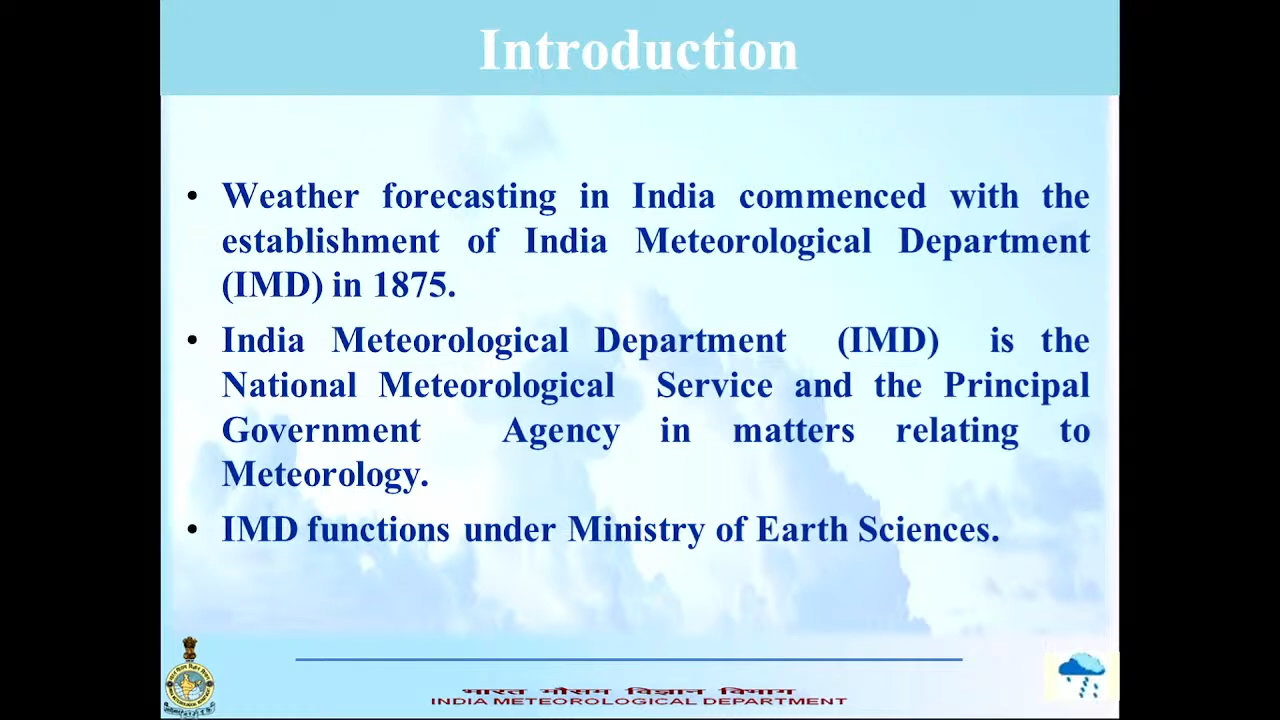 Introduction
• Weather forecasting in India commenced with the
establishment of India Meteorological Department
(IMD) in 1875.
• India Meteorological Department (IMD) is the
National Meteorological Service and the Principal
Government Agency in matters relating to
Meteorology.
• IMD functions under Ministry of Earth Sciences.
भारत मौसम विज्ञान विभाग
INDIA METEOROLOGICAL DEPARTMENT